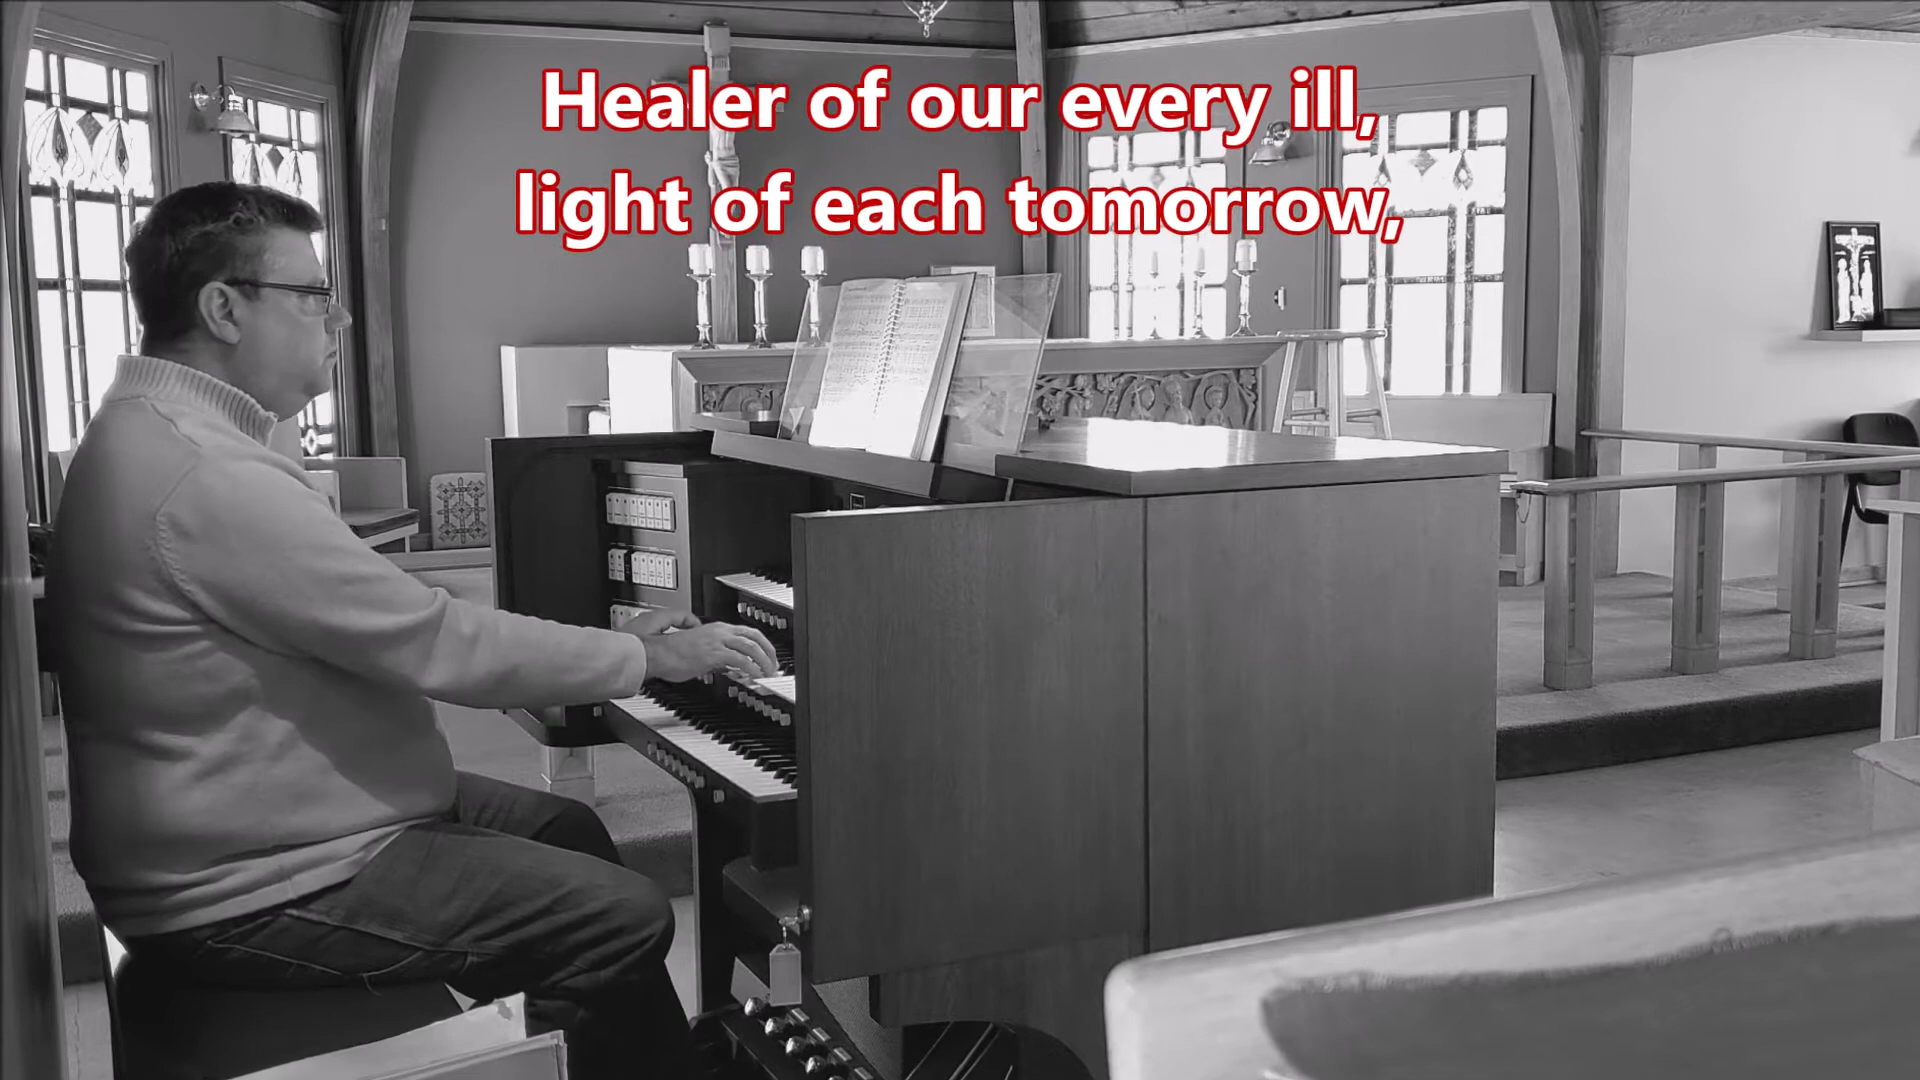 Healer of our every ill,
light of each tomorrow,